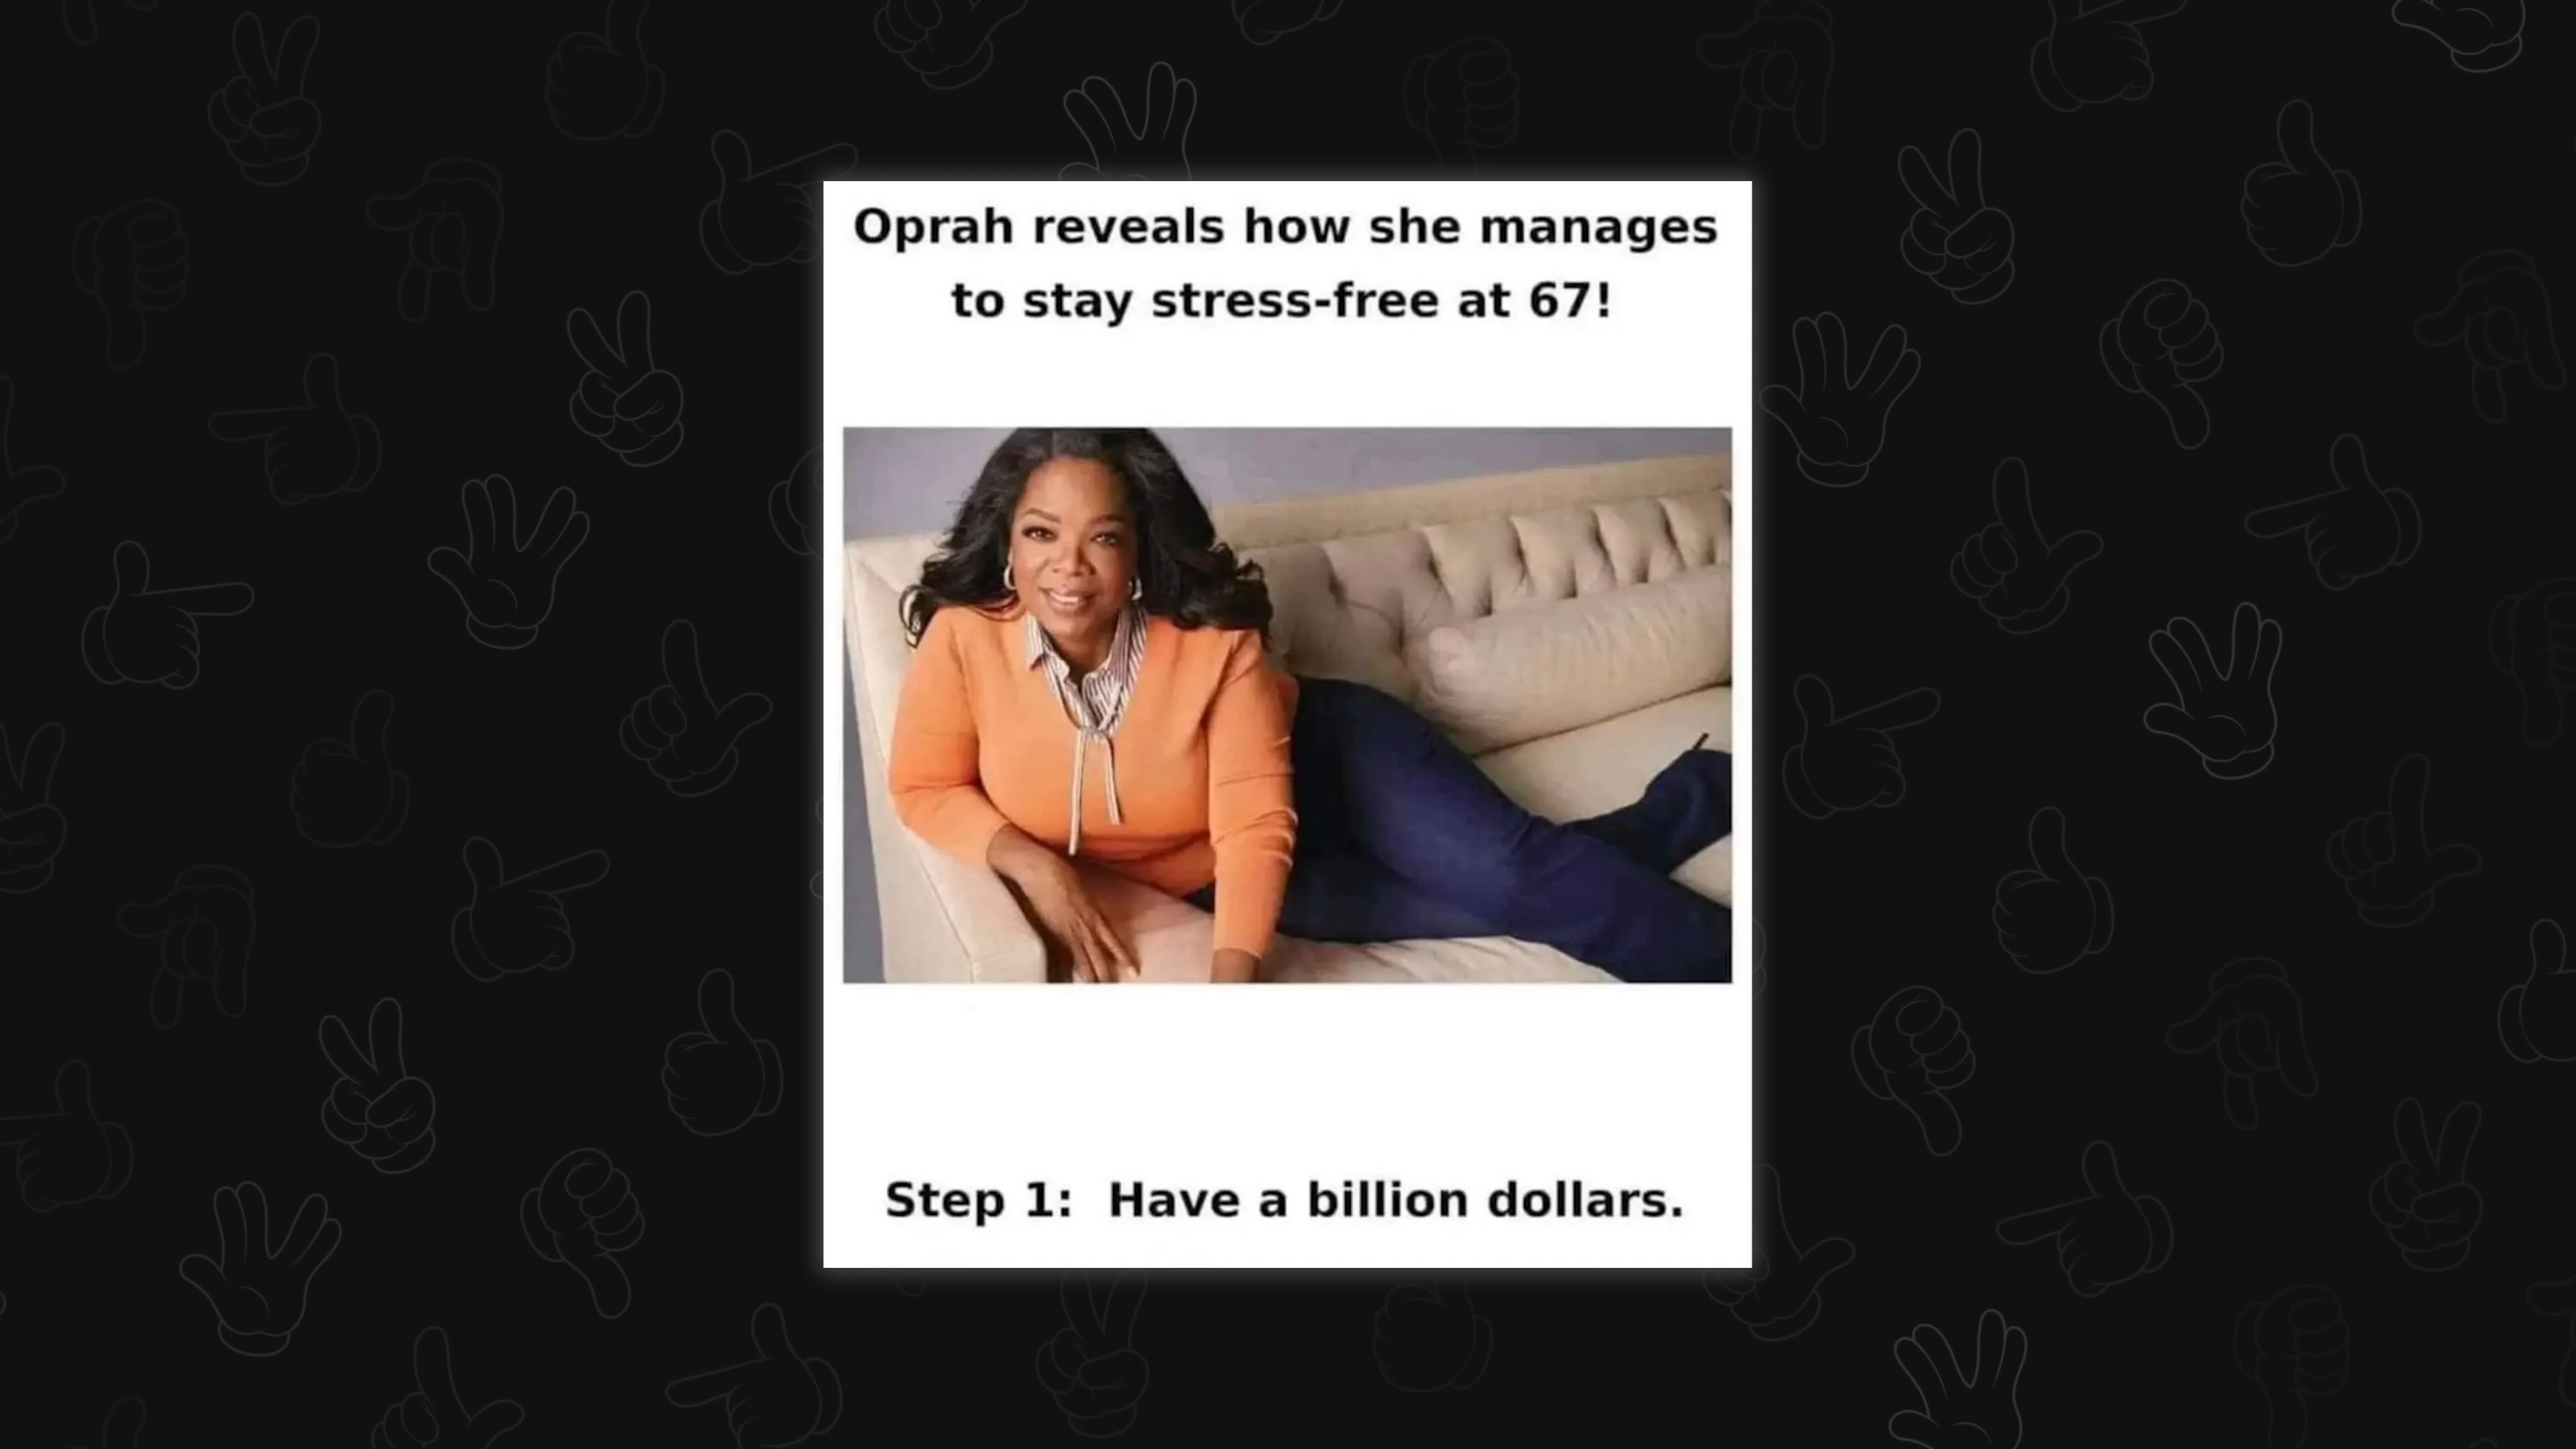 Oprah reveals how she manages
to stay stress-free at 67!
Step 1: Have a billion dollars.